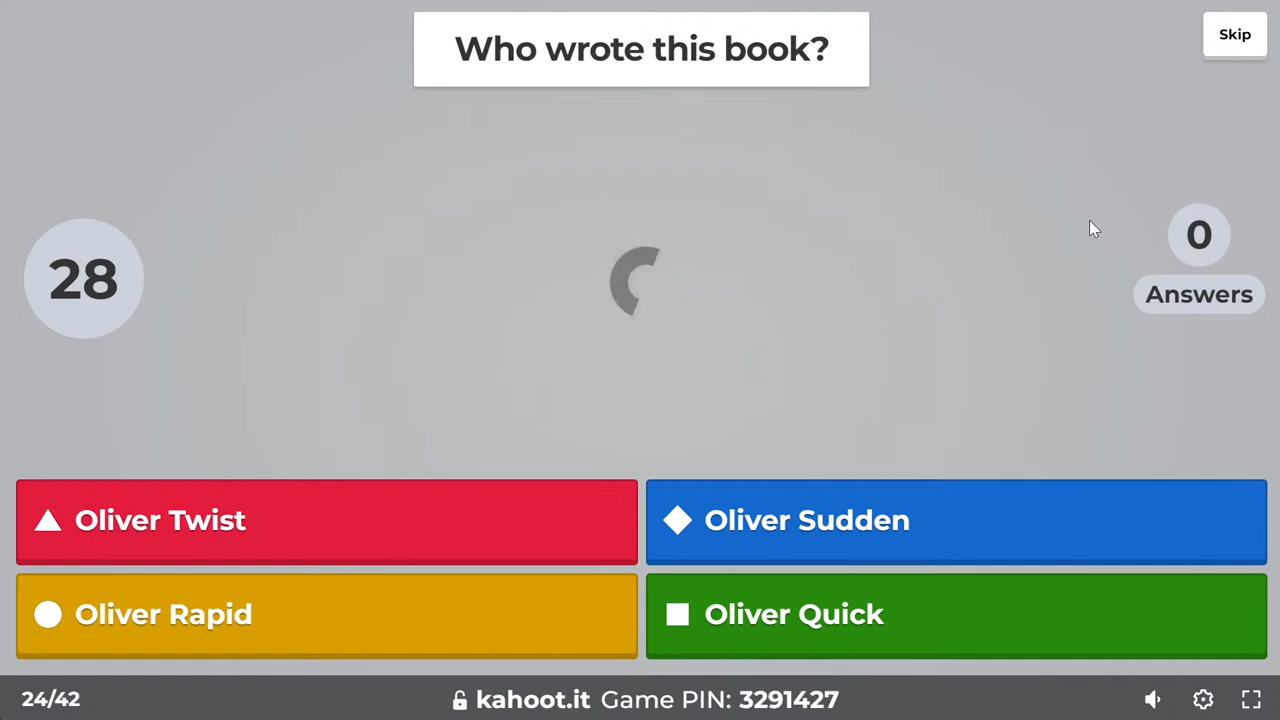 Who wrote this book?
Skip
28
0
Answers
Oliver Twist
Oliver Sudden
Oliver Rapid
Oliver Quick
24/42
kahoot.it Game PIN: 3291427